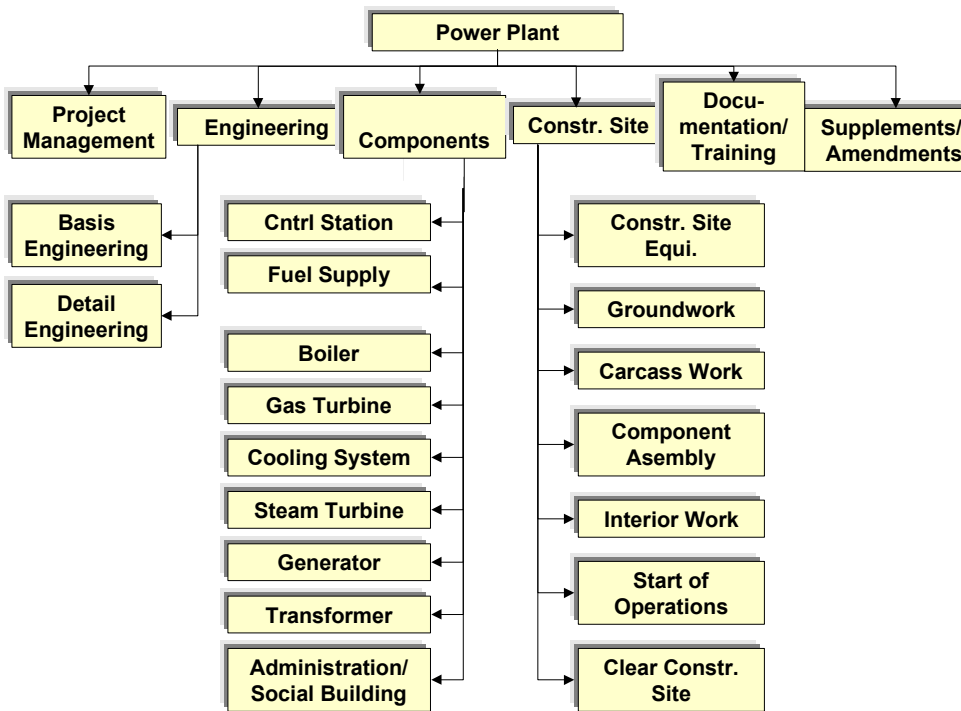 Power Plant
Project
Management
Engineering
Components
Constr. Site
Docu-
mentation/
Training
Supplements/
Amendments
Basis
Engineering
Detail
Engineering
Cntrl Station
Fuel Supply
Boiler
Gas Turbine
Cooling System
Steam Turbine
Generator
Transformer
Administration/
Social Building
Constr. Site
Equi.
Groundwork
Carcass Work
Component
Asembly
Interior Work
Start of
Operations
Clear Constr.
Site